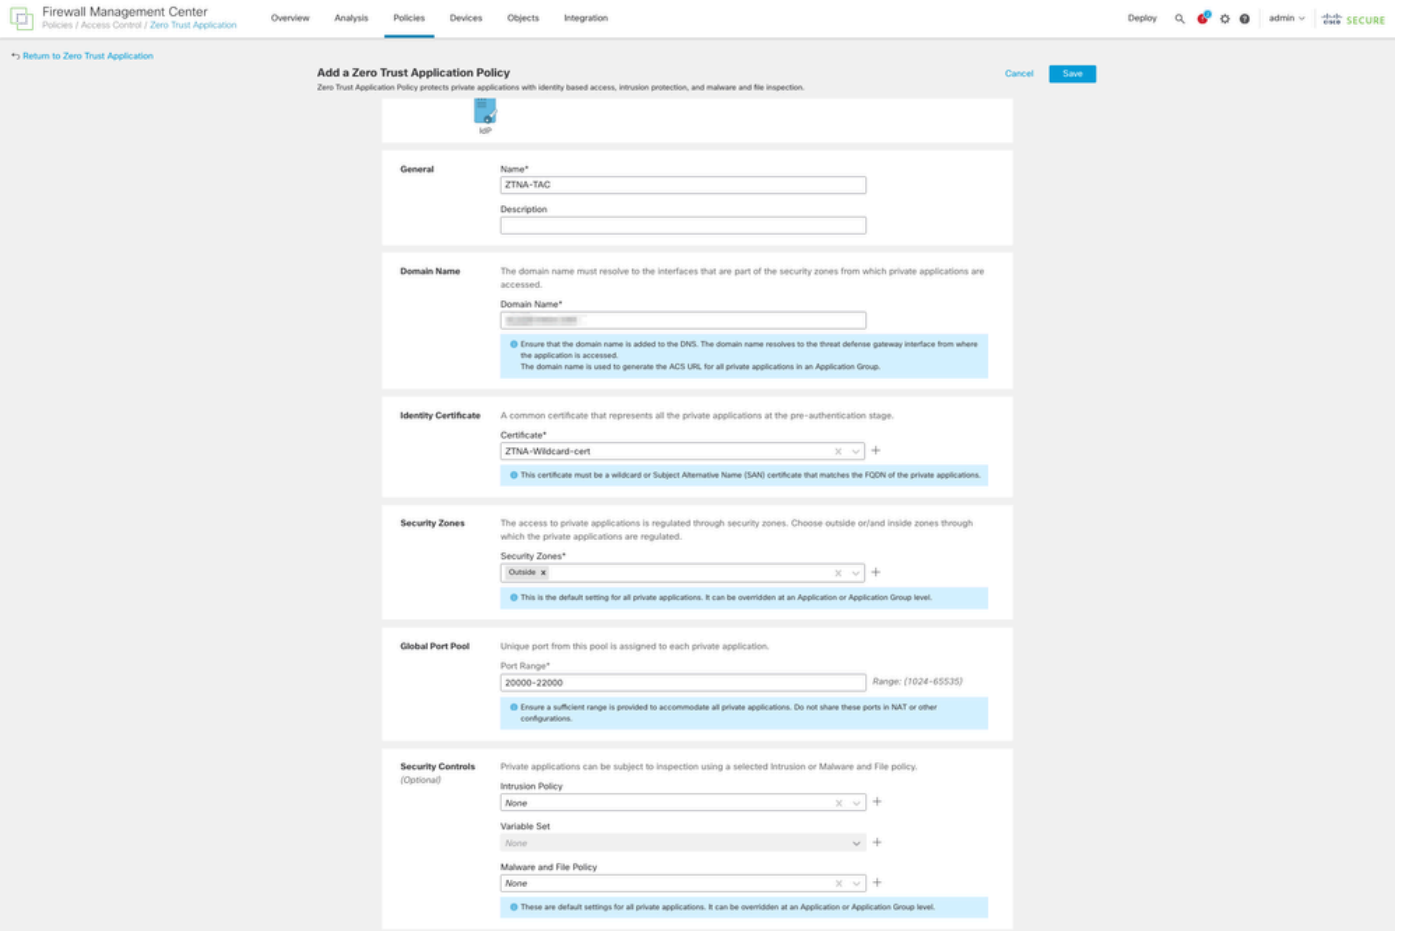 Firewall Management Center
Policies / Access Control / Zero Trust Application
Overview Analysis Policies Devices Objects Integration
Deploy admin cisco SECURE
Return to Zero Trust Application
Add a Zero Trust Application Policy
Zero Trust Application Policy protects private applications with identity based access, intrusion protection, and malware and file inspection.
Cancel Save
IdP
General
Name*
ZTNA-TAC
Description
Domain Name
The domain name must resolve to the interfaces that are part of the security zones from which private applications are
accessed.
Domain Name*
Ensure that the domain name is added to the DNS. The domain name resolves to the threat defense gateway interface from where
the application is accessed.
The domain name is used to generate the ACS URL for all private applications in an Application Group.
Identity Certificate
A common certificate that represents all the private applications at the pre-authentication stage.
Certificate*
ZTNA-Wildcard-cert
This certificate must be a wildcard or Subject Alternative Name (SAN) certificate that matches the FQDN of the private applications.
Security Zones
The access to private applications is regulated through security zones. Choose outside or/and inside zones through
which the private applications are regulated.
Security Zones*
Outside
This is the default setting for all private applications. It can be overridden at an Application or Application Group level.
Global Port Pool
Unique port from this pool is assigned to each private application.
Port Range*
20000-22000 Range: (1024-65535)
Ensure a sufficient range is provided to accommodate all private applications. Do not share these ports in NAT or other
configurations.
Security Controls
(Optional)
Private applications can be subject to inspection using a selected Intrusion or Malware and File policy.
Intrusion Policy
None
Variable Set
None
Malware and File Policy
None
These are default settings for all private applications. It can be overridden at an Application or Application Group level.